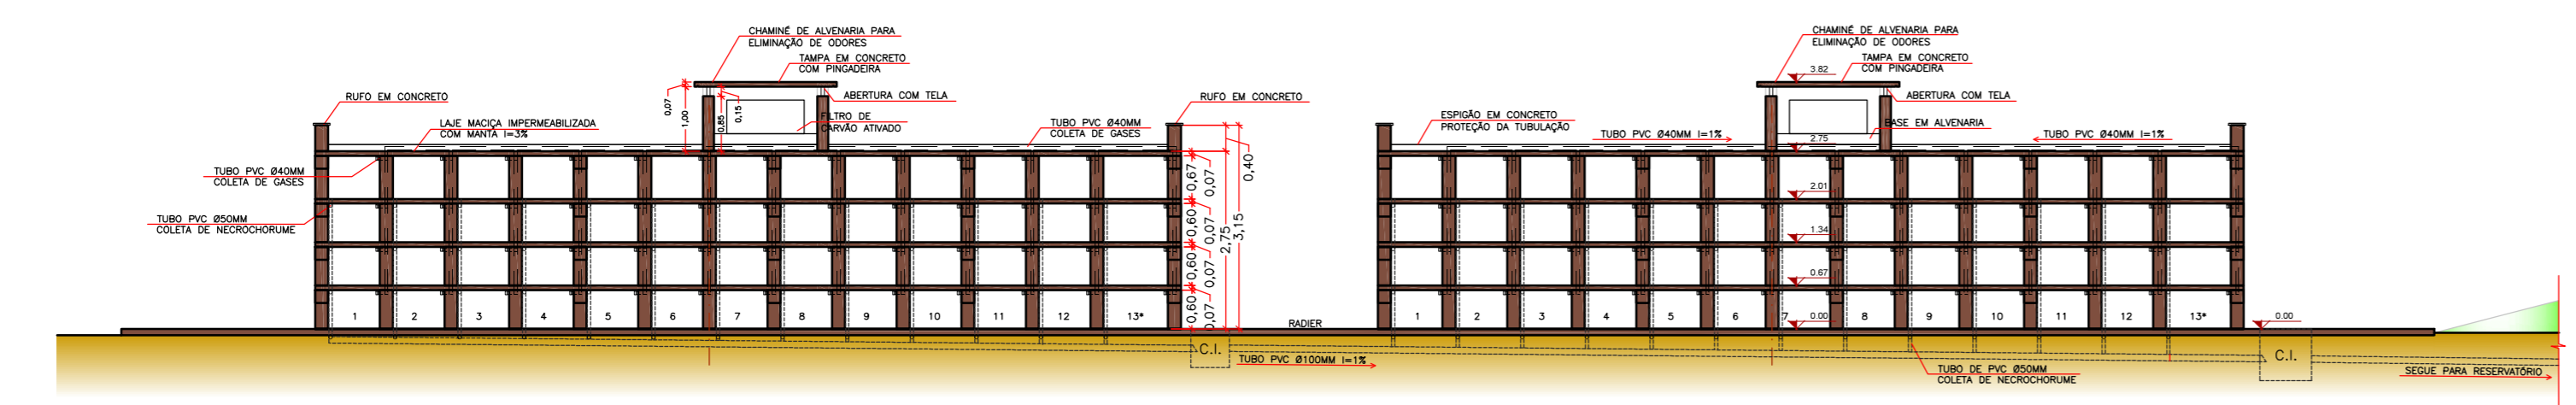 CHAMINÉ DE ALVENARIA PARA
ELIMINAÇÃO DE ODORES
TAMPA EM CONCRETO
COM PINGADEIRA
RUFO EM CONCRETO
ABERTURA COM TELA
RUFO EM CONCRETO
0,07
1,00
0,85
0,15
FILTRO DE
CARVÃO ATIVADO
LAJE MACIÇA IMPERMEABILIZADA
COM MANTA I=3%
TUBO PVC Ø40MM
COLETA DE GASES
TUBO PVC Ø40MM
COLETA DE GASES
TUBO PVC Ø50MM
COLETA DE NECROCHORUME
0,67
0,07
0,40
0,60
0,07
2,75
3,15
0,60
0,07
0,60
0,07
1 2 3 4 5 6 7 8 9 10 11 12 13*
RADIER
C.I.
TUBO PVC Ø100MM I=1%
CHAMINÉ DE ALVENARIA PARA
ELIMINAÇÃO DE ODORES
3.82
TAMPA EM CONCRETO
COM PINGADEIRA
ABERTURA COM TELA
ESPIGÃO EM CONCRETO
PROTEÇÃO DA TUBULAÇÃO
BASE EM ALVENARIA
TUBO PVC Ø40MM I=1%
2.75
TUBO PVC Ø40MM I=1%
2.01
1.34
0.67
1 2 3 4 5 6 7 0.00 8 9 10 11 12 13* 0.00
C.I.
TUBO DE PVC Ø50MM
COLETA DE NECROCHORUME
SEGUE PARA RESERVATÓRIO